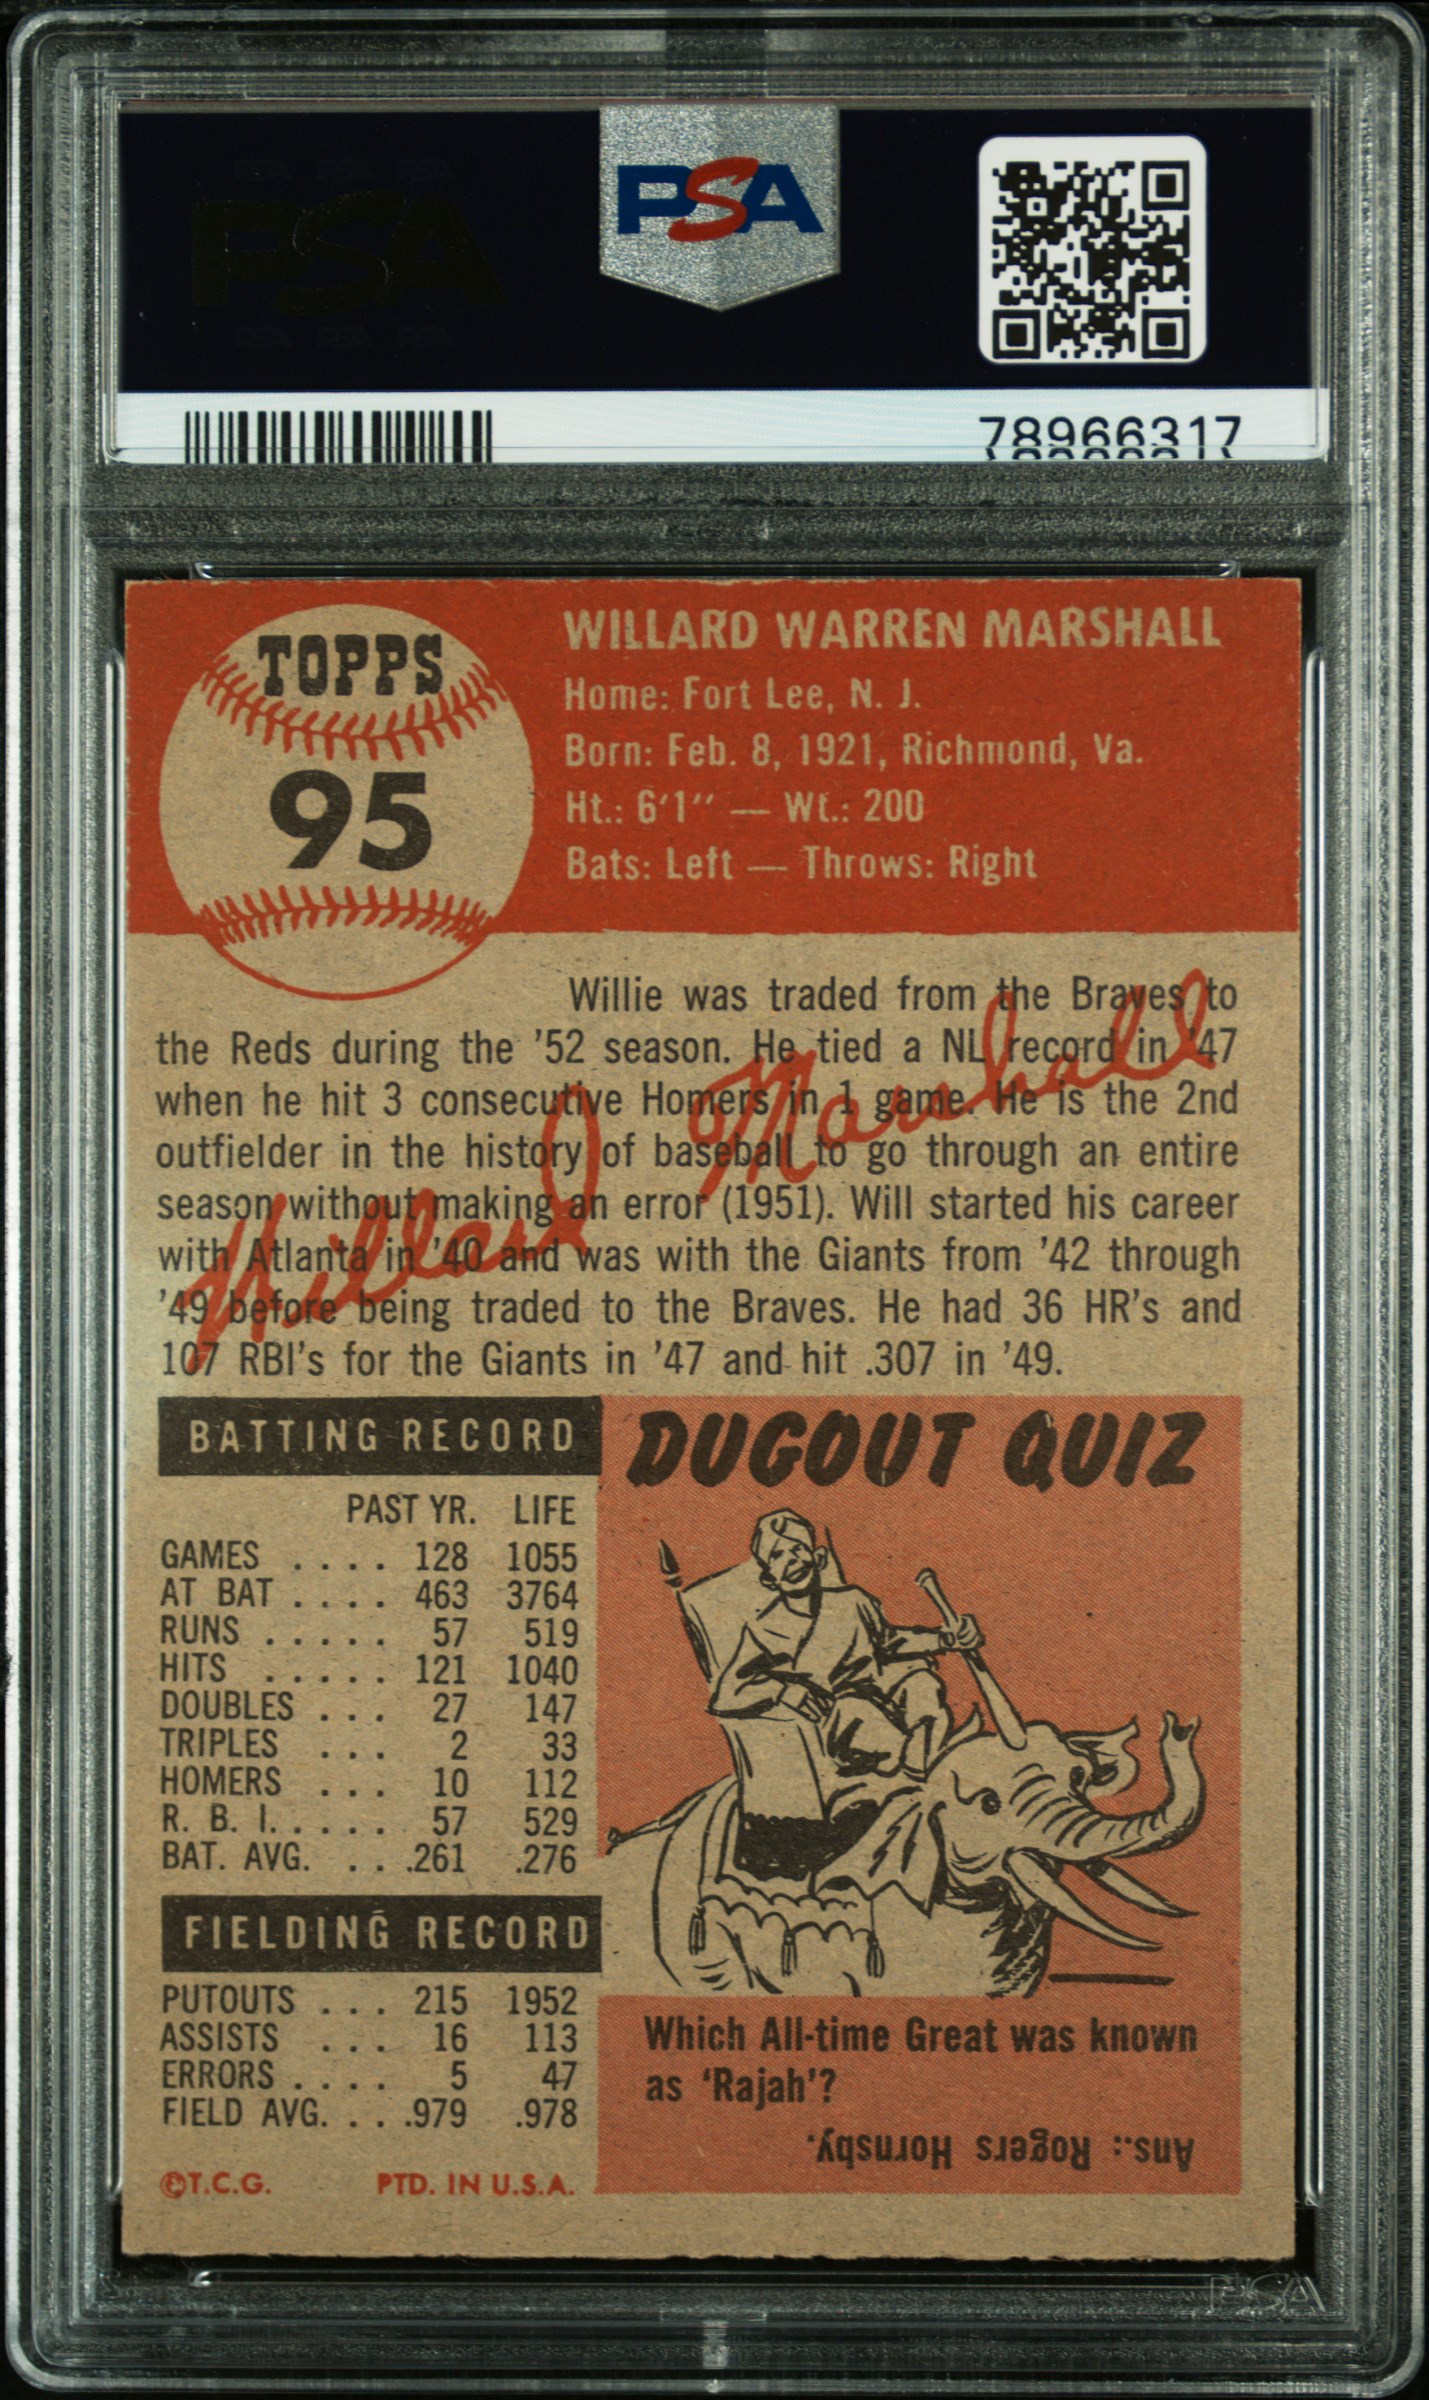 PSA
78966317
TOPPS
95
WILLARD WARREN MARSHALL
Home: Fort Lee, N. J.
Born: Feb. 8, 1921, Richmond, Va.
Ht.: 6'1" — Wt.: 200
Bats: Left — Throws: Right
Willie was traded from the Braves to
the Reds during the '52 season. He tied a NL record in '47
when he hit 3 consecutive Homers in 1 game. He is the 2nd
outfielder in the history of baseball to go through an entire
season without making an error (1951). Will started his career
with Atlanta in '40 and was with the Giants from '42 through
'49 before being traded to the Braves. He had 36 HR's and
107 RBI's for the Giants in '47 and hit .307 in '49.
Willard Marshall
BATTING RECORD
PAST YR. LIFE
GAMES .... 128 1055
AT BAT .... 463 3764
RUNS ..... 57 519
HITS ..... 121 1040
DOUBLES ... 27 147
TRIPLES ... 2 33
HOMERS ... 10 112
R. B. I. .... 57 529
BAT. AVG. ...261 .276
FIELDING RECORD
PUTOUTS ... 215 1952
ASSISTS ... 16 113
ERRORS .... 5 47
FIELD AVG. ...979 .978
©T.C.G. PTD. IN U.S.A.
DUGOUT QUIZ
Which All-time Great was known
as 'Rajah'?
Ans.: Rogers Hornsby.
PSA